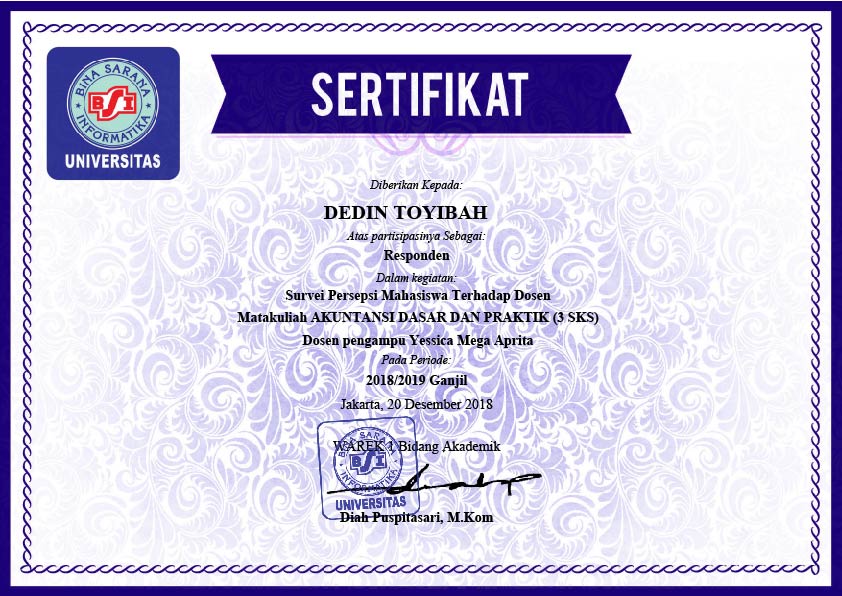 BINA SARANA
BSI
INFORMATIKA
UNIVERSITAS
SERTIFIKAT
Diberikan Kepada:
DEDIN TOYIBAH
Atas partisipasinya Sebagai:
Responden
Dalam kegiatan:
Survei Persepsi Mahasiswa Terhadap Dosen
Matakuliah AKUNTANSI DASAR DAN PRAKTIK (3 SKS)
Dosen pengampu Yessica Mega Aprita
Pada Periode:
2018/2019 Ganjil
Jakarta, 20 Desember 2018
WAREK 1 Bidang Akademik
BINA SARANA
BSI
INFORMATIKA
UNIVERSITAS
Diah Puspitasari, M.Kom